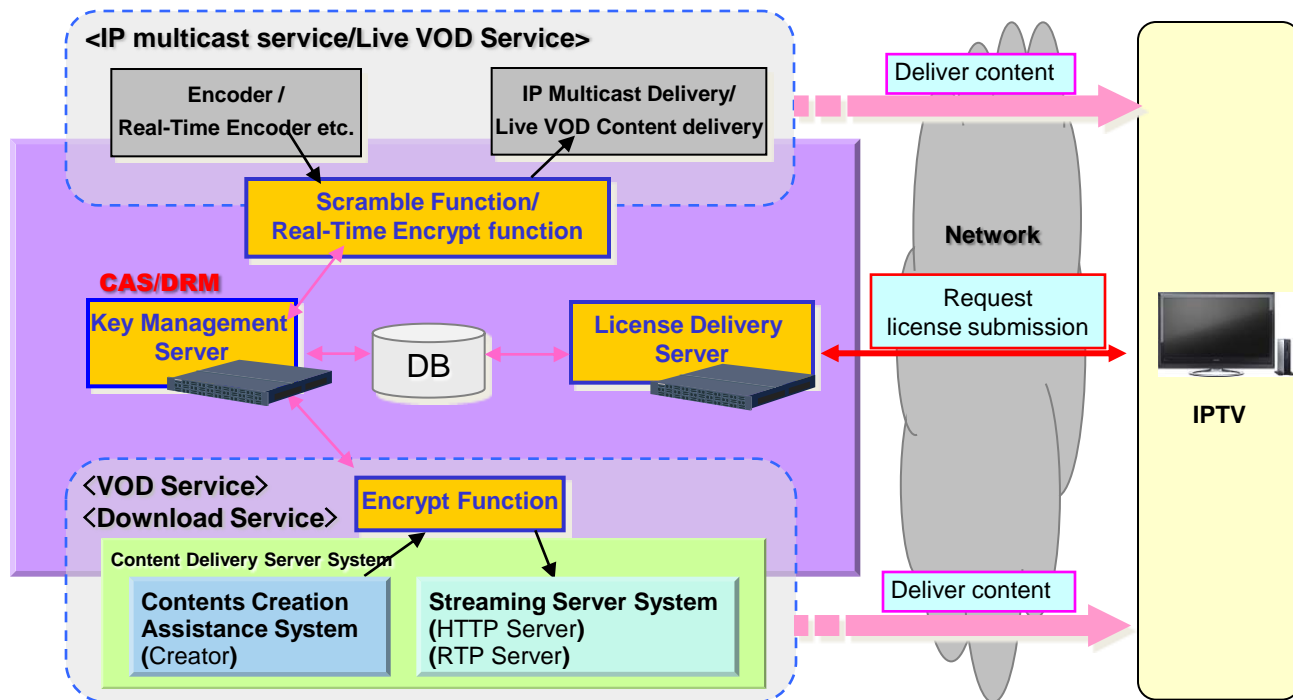 <IP multicast service/Live VOD Service>
Encoder /
Real-Time Encoder etc.
IP Multicast Delivery/
Live VOD Content delivery
Deliver content
Scramble Function/
Real-Time Encrypt function
Network
CAS/DRM
Key Management
Server
DB
License Delivery
Server
Request
license submission
IPTV
<VOD Service>
<Download Service>
Encrypt Function
Content Delivery Server System
Contents Creation
Assistance System
(Creator)
Streaming Server System
(HTTP Server)
(RTP Server)
Deliver content